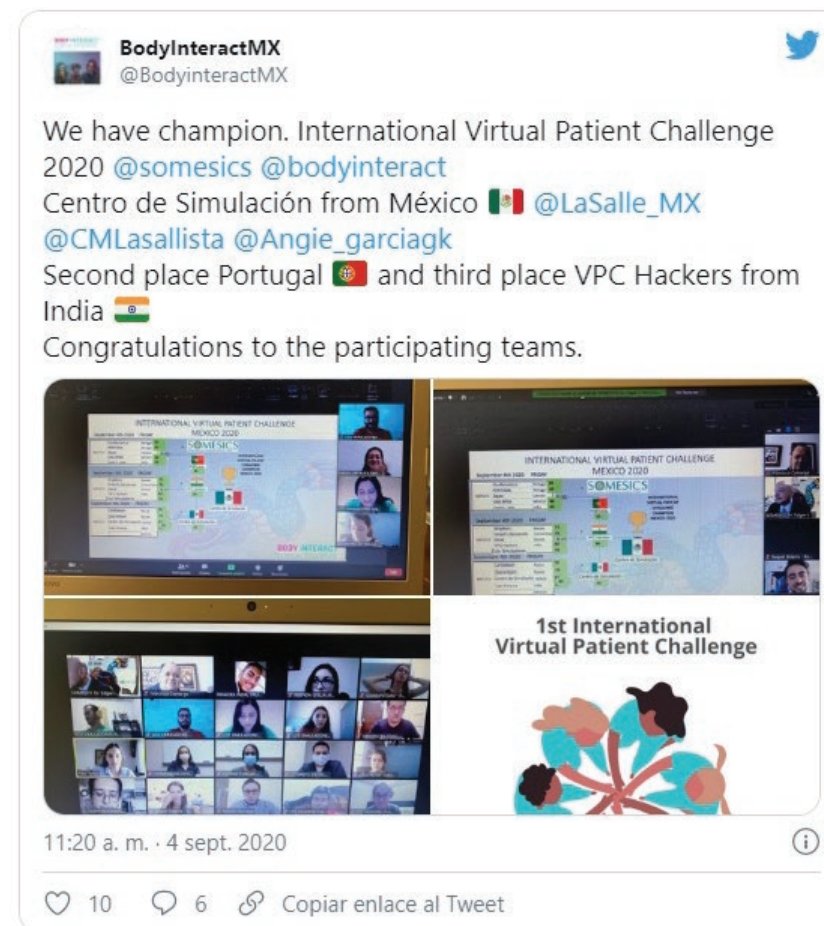 BodyInteractMX
@BodyinteractMX
We have champion. International Virtual Patient Challenge
2020 @somesics @bodyinteract
Centro de Simulación from México 🇲🇽 @LaSalle_MX
@CMLasallista @Angie_garciagk
Second place Portugal 🇵🇹 and third place VPC Hackers from
India 🇮🇳
Congratulations to the participating teams.
INTERNATIONAL VIRTUAL PATIENT CHALLENGE
MEXICO 2020
SOMESICS
BODY INTERACT
INTERNATIONAL VIRTUAL PATIENT CHALLENGE
MEXICO 2020
SOMESICS
1st International
Virtual Patient Challenge
11:20 a. m. · 4 sept. 2020
10 6 Copiar enlace al Tweet